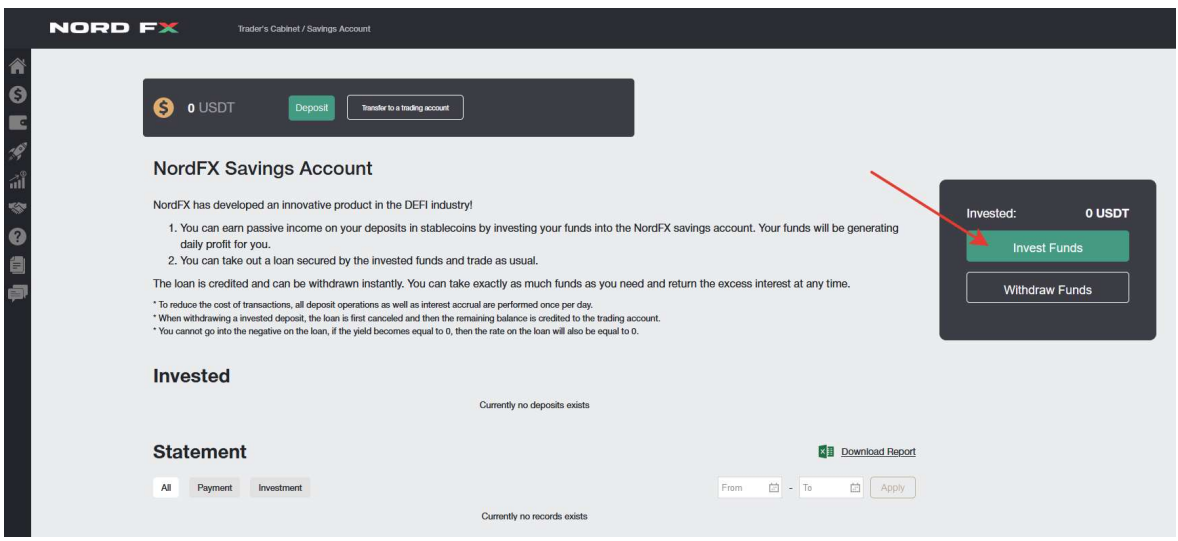 NORD FX
Trader's Cabinet / Savings Account
0 USDT
Deposit
Transfer to a trading account
NordFX Savings Account
NordFX has developed an innovative product in the DEFI industry!
1. You can earn passive income on your deposits in stablecoins by investing your funds into the NordFX savings account. Your funds will be generating
daily profit for you.
2. You can take out a loan secured by the invested funds and trade as usual.
The loan is credited and can be withdrawn instantly. You can take exactly as much funds as you need and return the excess interest at any time.
* To reduce the cost of transactions, all deposit operations as well as interest accrual are performed once per day.
* When withdrawing a invested deposit, the loan is first canceled and then the remaining balance is credited to the trading account.
* You cannot go into the negative on the loan, if the yield becomes equal to 0, then the rate on the loan will also be equal to 0.
Invested: 0 USDT
Invest Funds
Withdraw Funds
Invested
Currently no deposits exists
Statement
Download Report
All Payment Investment
From - To Apply
Currently no records exists